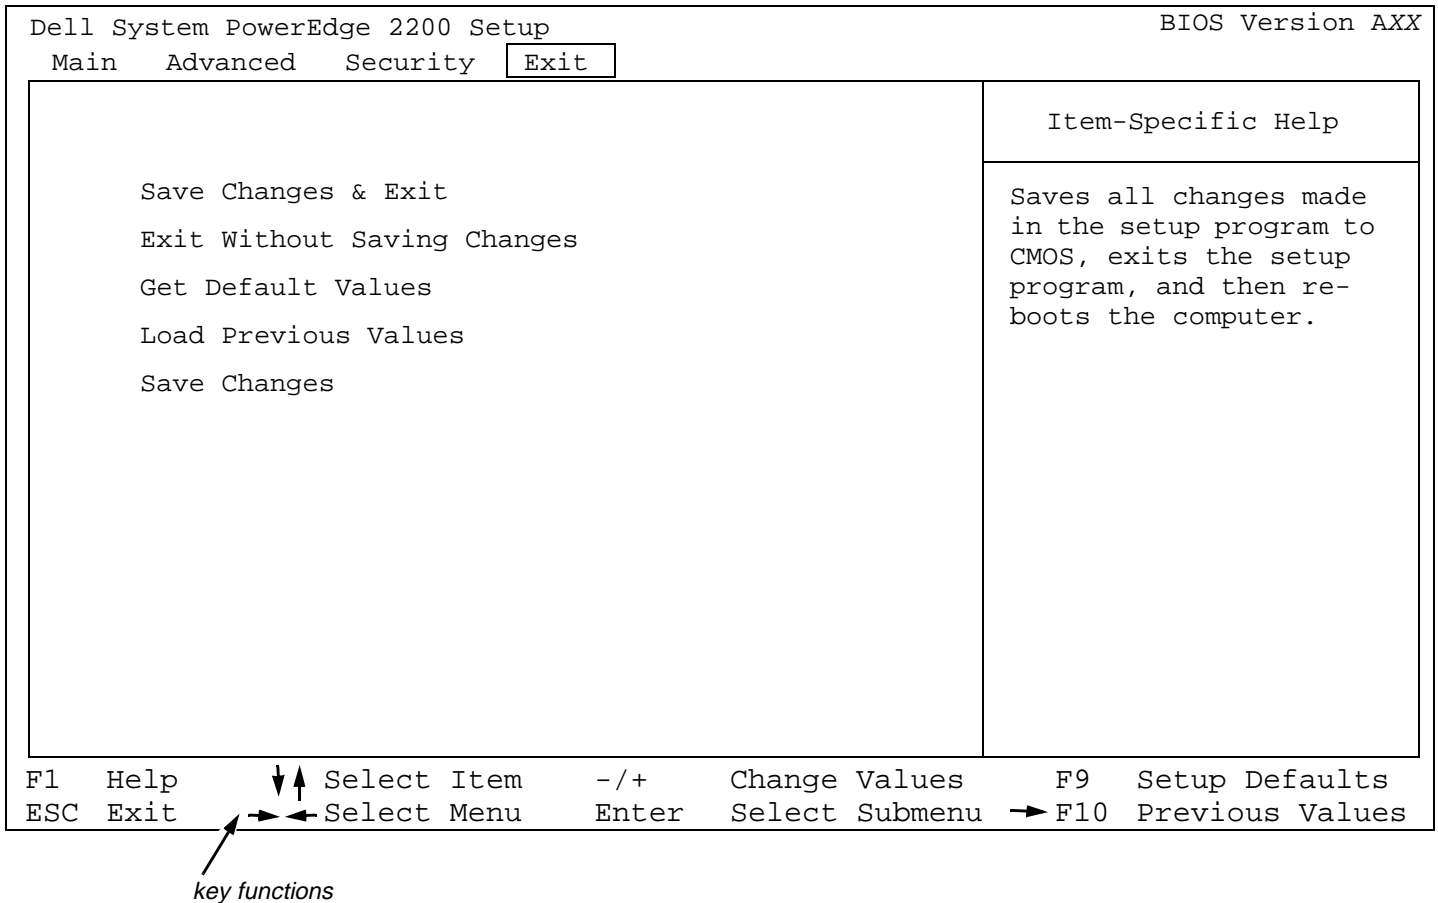 Dell System PowerEdge 2200 Setup BIOS Version AXX
Main Advanced Security Exit
Item-Specific Help
Save Changes & Exit
Exit Without Saving Changes
Get Default Values
Load Previous Values
Save Changes
Saves all changes made
in the setup program to
CMOS, exits the setup
program, and then re-
boots the computer.
F1 Help Select Item -/+ Change Values F9 Setup Defaults
ESC Exit Select Menu Enter Select Submenu F10 Previous Values
key functions